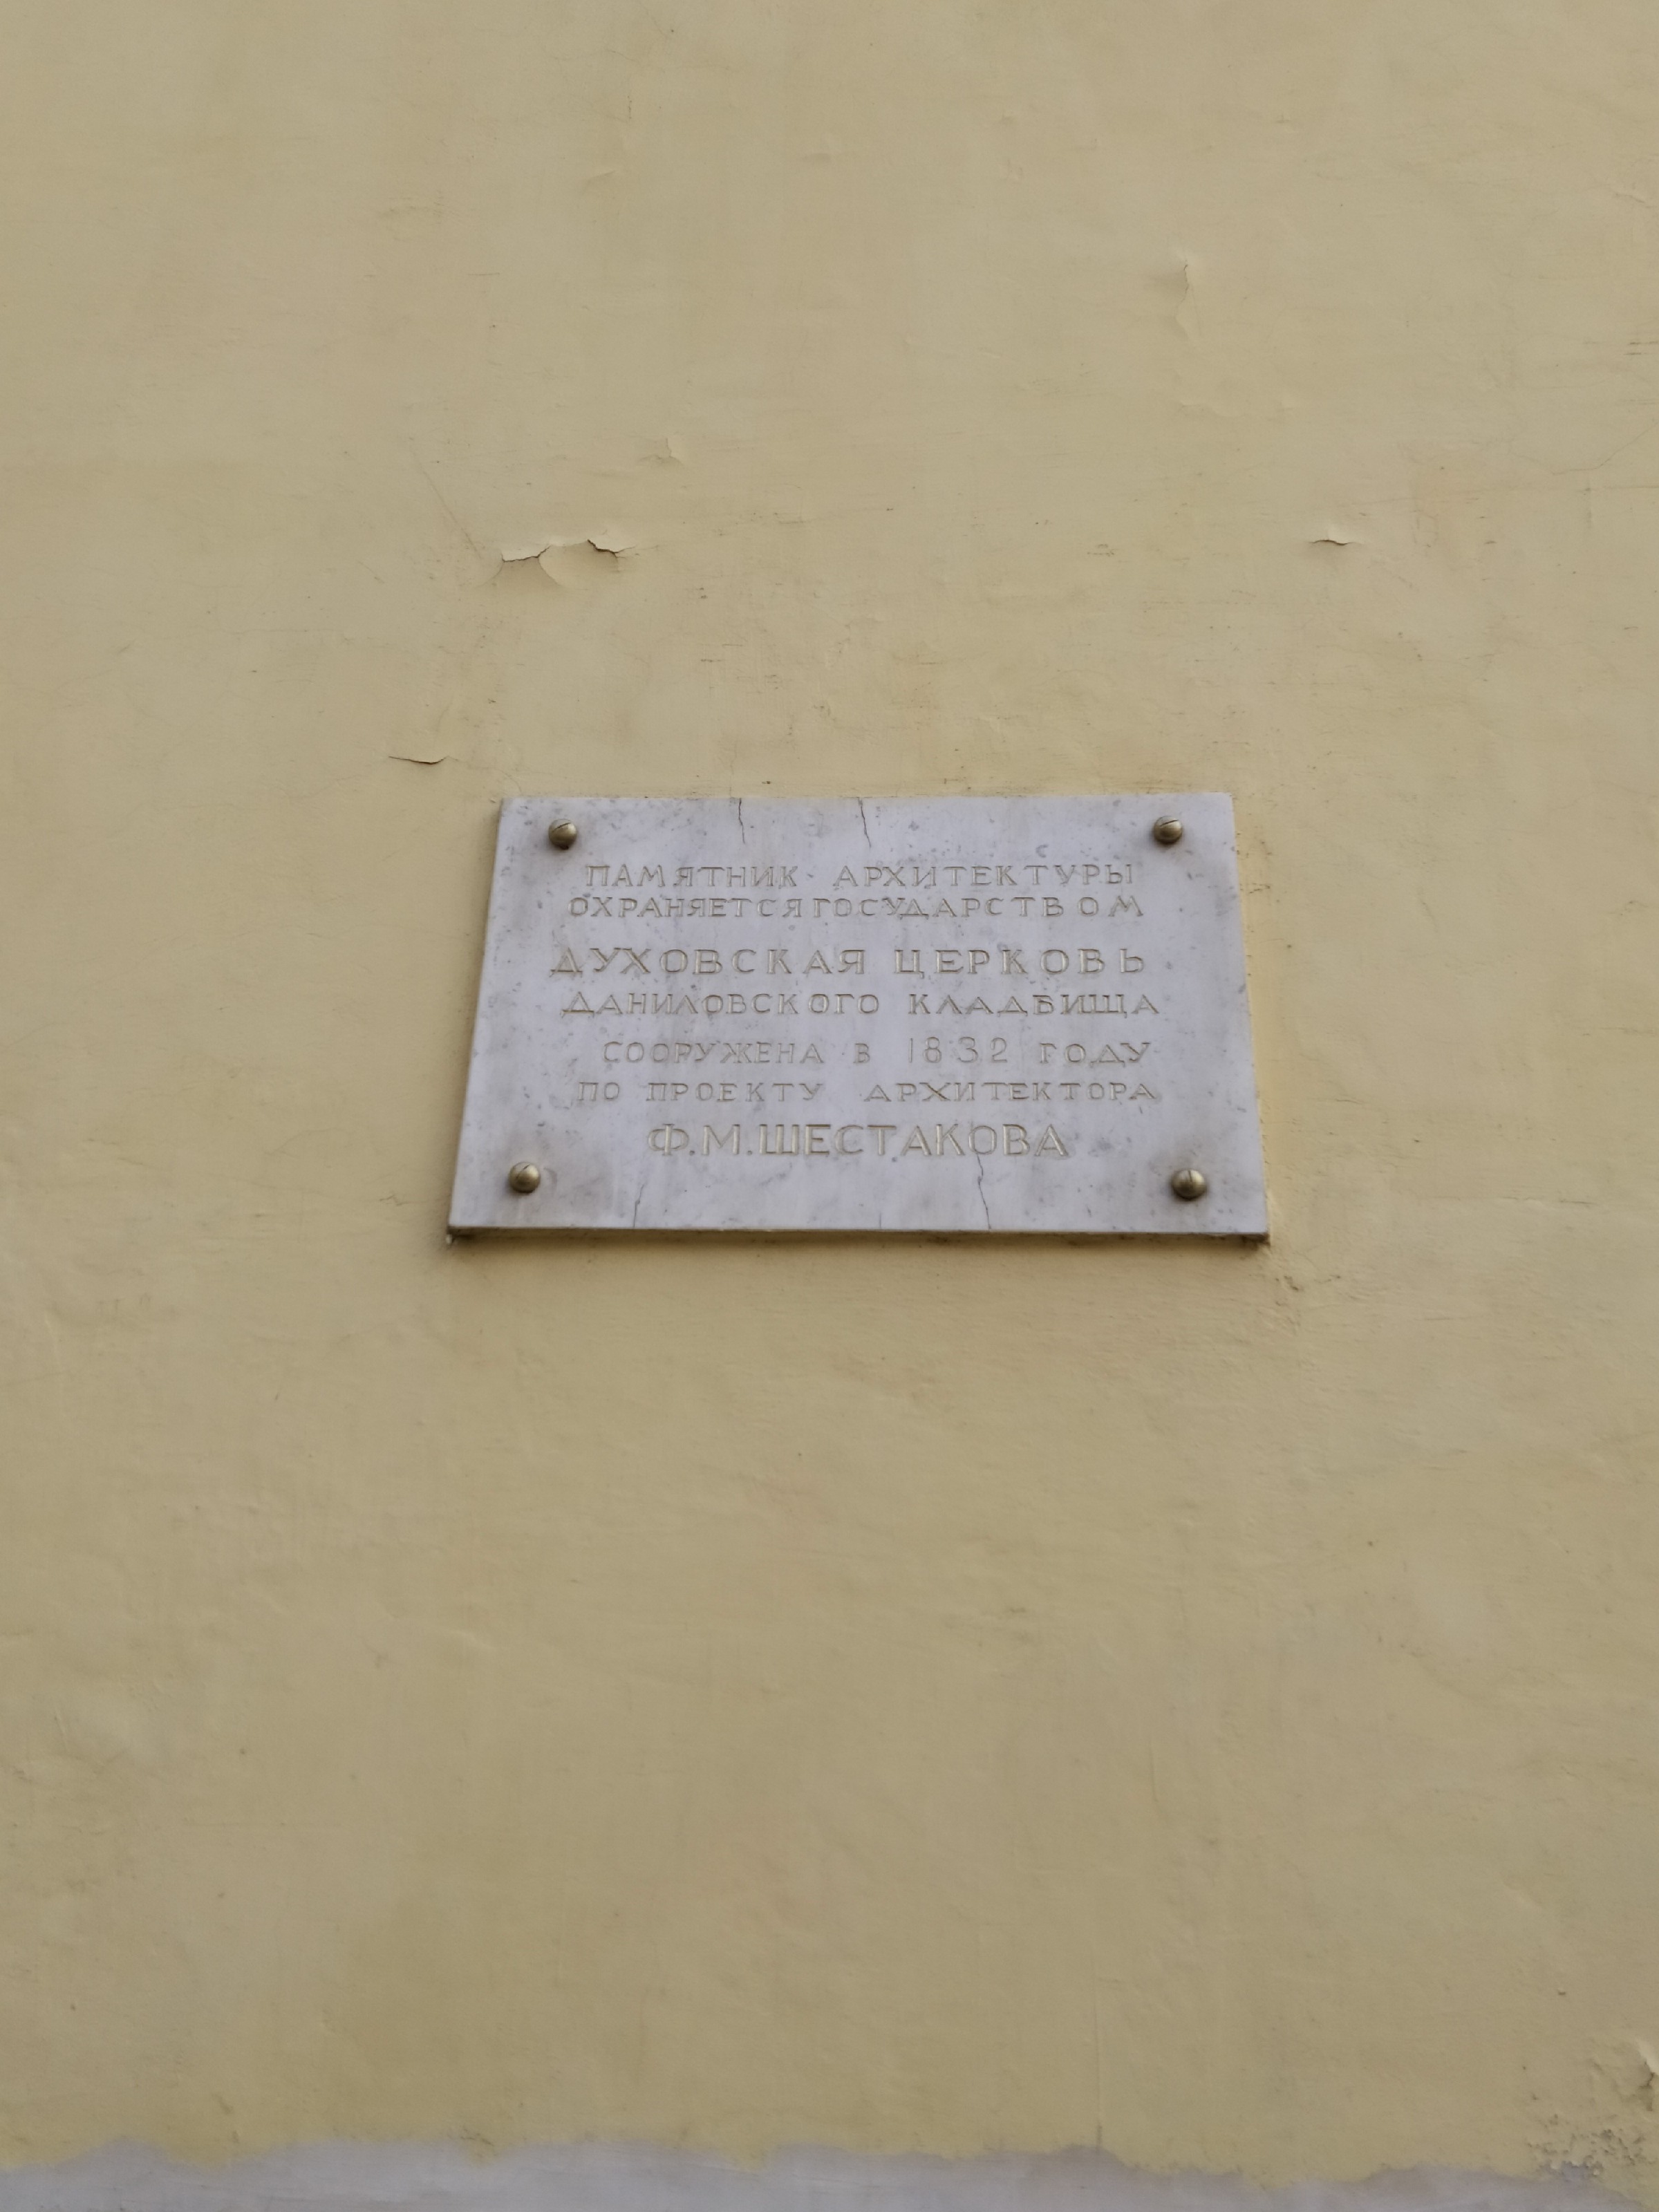 ПАМЯТНИК АРХИТЕКТУРЫ
ОХРАНЯЕТСЯ ГОСУДАРСТВОМ
ДУХОВСКАЯ ЦЕРКОВЬ
ДАНИЛОВСКОГО КЛАДБИЩА
СООРУЖЕНА В 1832 ГОДУ
ПО ПРОЕКТУ АРХИТЕКТОРА
Ф.М.ШЕСТАКОВА